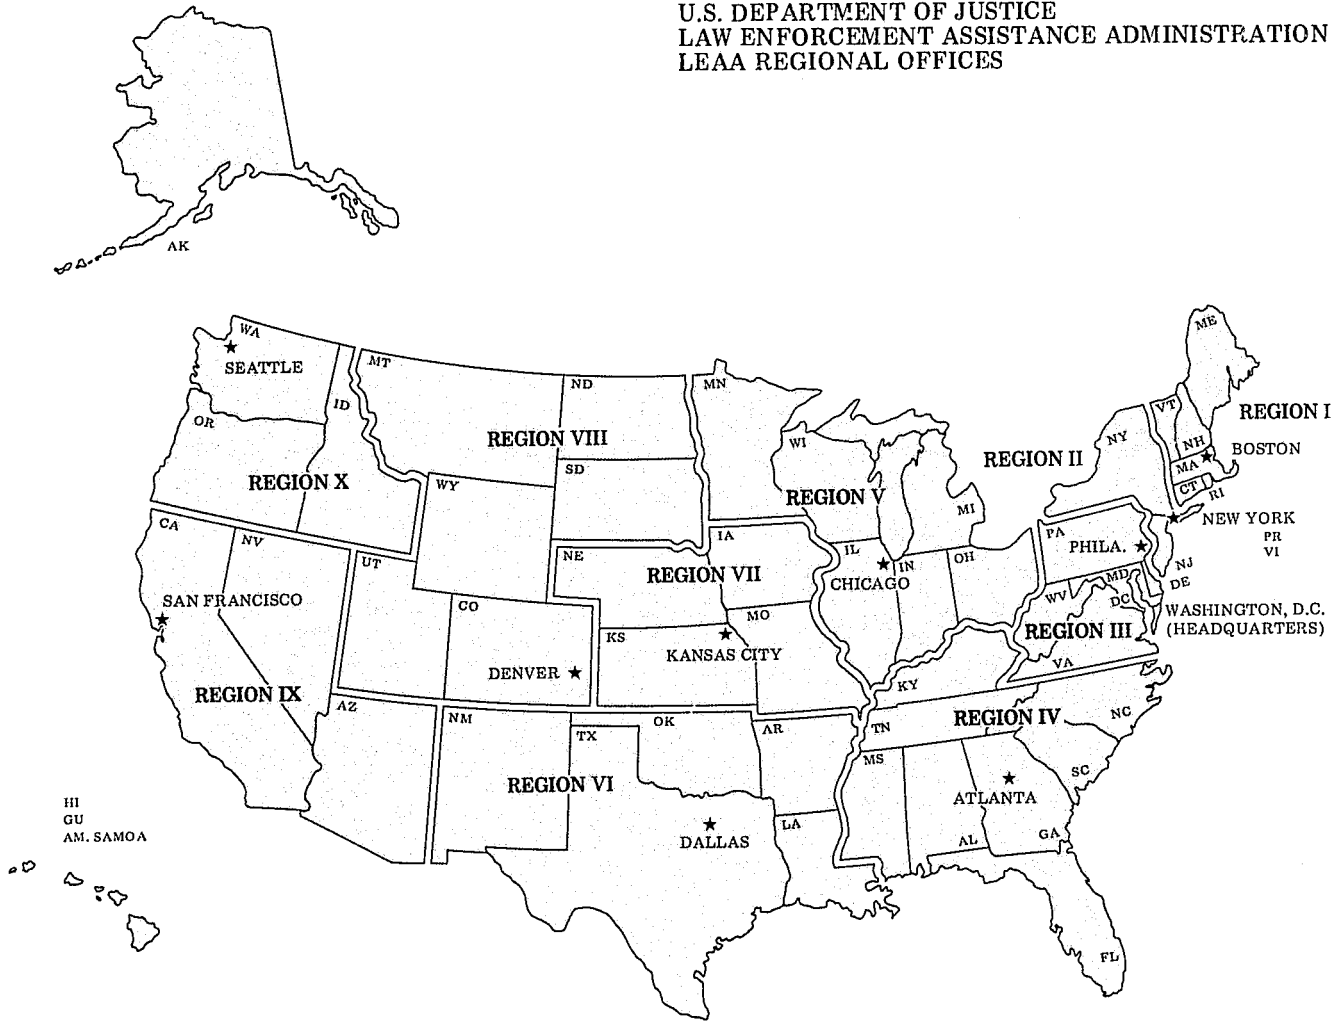 U.S. DEPARTMENT OF JUSTICE
LAW ENFORCEMENT ASSISTANCE ADMINISTRATION
LEAA REGIONAL OFFICES
AK
WA
SEATTLE
OR
ID
REGION X
MT
ND
REGION VIII
SD
WY
UT
CO
DENVER
MN
WI
REGION V
MI
IL
IN
OH
CHICAGO
ME
VT
NH
REGION I
BOSTON
MA
CT
RI
NY
REGION II
NEW YORK
PR
VI
NJ
PA
PHILA.
DE
MD
DC
WASHINGTON, D.C.
(HEADQUARTERS)
WV
REGION III
VA
CA
NV
SAN FRANCISCO
REGION IX
AZ
NE
IA
REGION VII
KS
MO
KANSAS CITY
NM
OK
AR
TX
REGION VI
DALLAS
LA
KY
TN
REGION IV
NC
MS
SC
ATLANTA
AL
GA
FL
HI
GU
AM. SAMOA